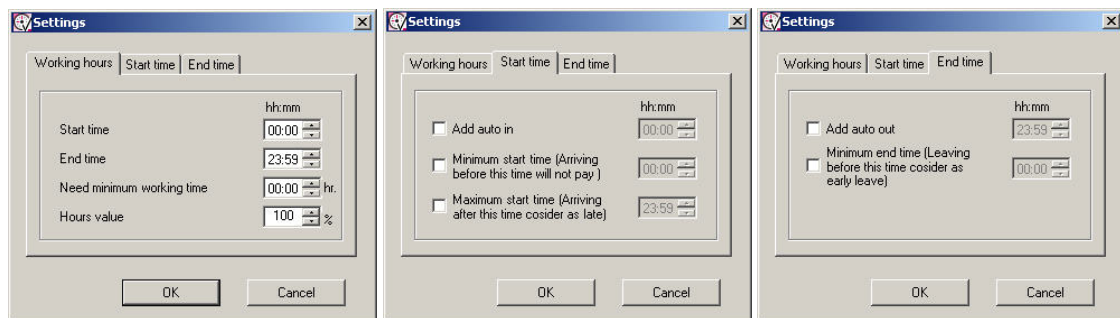 Settings
Working hours Start time End time
hh:mm
Start time 00:00
End time 23:59
Need minimum working time 00:00 hr.
Hours value 100 %
OK Cancel
Settings
Working hours Start time End time
hh:mm
Add auto in 00:00
Minimum start time (Arriving
before this time will not pay ) 00:00
Maximum start time (Arriving
after this time cosider as late) 23:59
OK Cancel
Settings
Working hours Start time End time
hh:mm
Add auto out 23:59
Minimum end time (Leaving
before this time cosider as 00:00
early leave)
OK Cancel